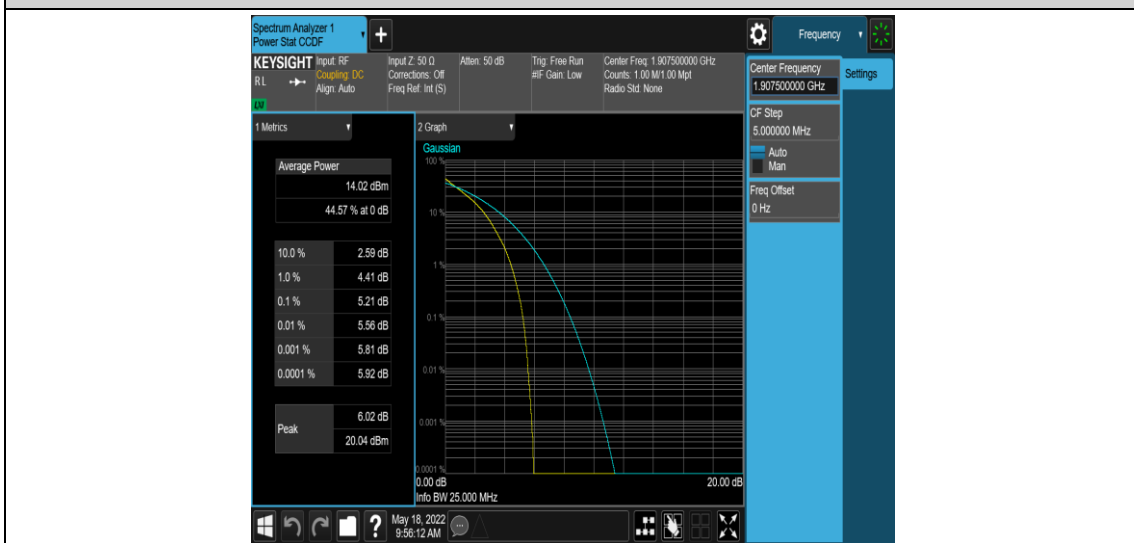 Spectrum Analyzer 1
Power Stat CCDF
+
Frequency
KEYSIGHT
RL
LXI
Input: RF
Coupling: DC
Align: Auto
Input Z: 50 Ω
Corrections: Off
Freq Ref: Int (S)
Atten: 50 dB
Trig: Free Run
#IF Gain: Low
Center Freq: 1.907500000 GHz
Counts: 1.00 M/1.00 Mpt
Radio Std: None
Center Frequency
1.907500000 GHz
Settings
CF Step
5.000000 MHz
Auto
Man
Freq Offset
0 Hz
1 Metrics
Average Power
14.02 dBm
44.57 % at 0 dB
10.0 % 2.59 dB
1.0 % 4.41 dB
0.1 % 5.21 dB
0.01 % 5.56 dB
0.001 % 5.81 dB
0.0001 % 5.92 dB
Peak
6.02 dB
20.04 dBm
2 Graph
Gaussian
100 %
10 %
1 %
0.1 %
0.01 %
0.001 %
0.0001 %
0.00 dB 20.00 dB
Info BW 25.000 MHz
?
May 18, 2022
9:56:12 AM